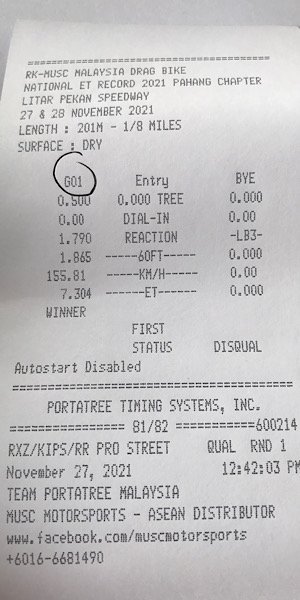 RK-MUSC MALAYSIA DRAG BIKE
NATIONAL ET RECORD 2021 PAHANG CHAPTER
LITAR PEKAN SPEEDWAY
27 & 28 NOVEMBER 2021
LENGTH : 201M - 1/8 MILES
SURFACE : DRY
G01 Entry BYE
0.500 0.000 TREE 0.000
0.00 DIAL-IN 0.00
1.790 REACTION -LB3-
1.865 -----60FT----- 0.000
155.81 -----KM/H----- 0.00
7.304 ------ET------ 0.000
WINNER
FIRST
STATUS DISQUAL
Autostart Disabled
PORTATREE TIMING SYSTEMS, INC.
================ 81/82 ===========600214
RXZ/KIPS/RR PRO STREET QUAL RND 1
November 27, 2021 12:42:03 PM
TEAM PORTATREE MALAYSIA
MUSC MOTORSPORTS - ASEAN DISTRIBUTOR
www.facebook.com/muscmotorsports
+6016-6681490